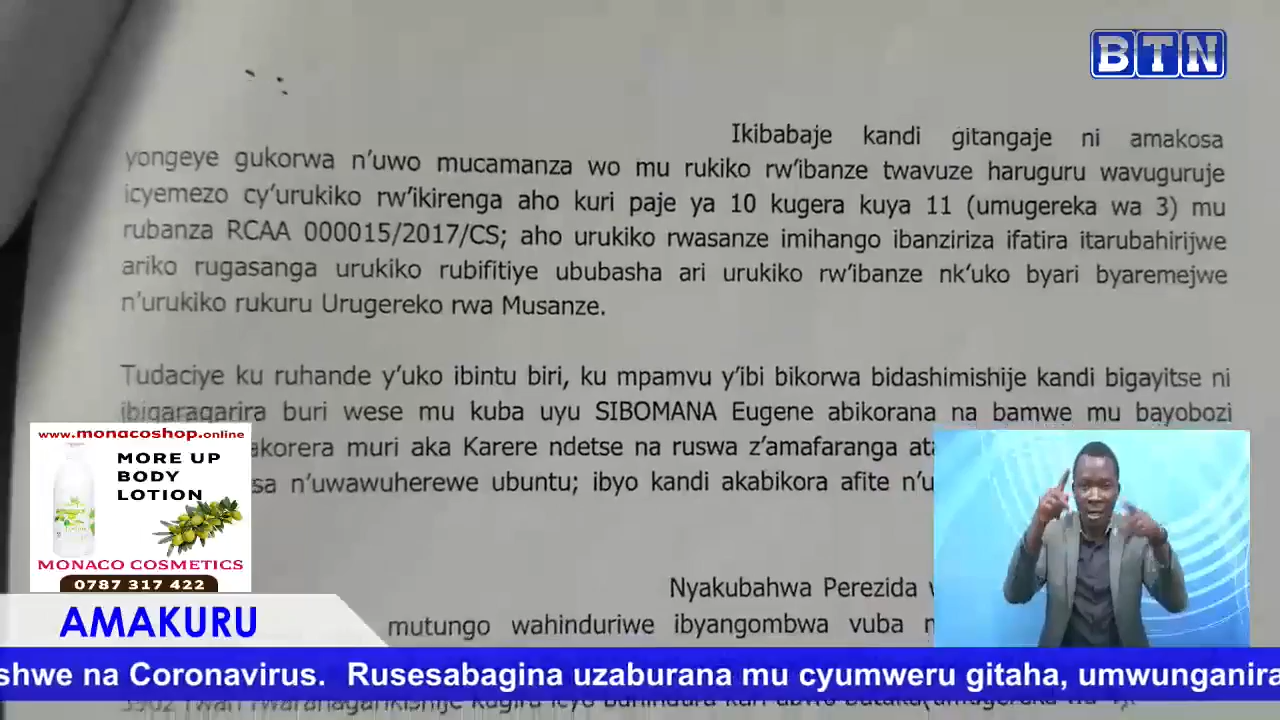 BTN
Ikibabaje kandi gitangaje ni amakosa
yongeye gukorwa n'uwo mucamanza wo mu rukiko rw'ibanze twavuze haruguru wavuguruje
icyemezo cy'urukiko rw'ikirenga aho kuri paje ya 10 kugera kuya 11 (umugereka wa 3) mu
rubanza RCAA 000015/2017/CS; aho urukiko rwasanze imihango ibanziriza ifatira itarubahirijwe
ariko rugasanga urukiko rubifitiye ububasha ari urukiko rw'ibanze nk'uko byari byaremejwe
n'urukiko rukuru Urugereko rwa Musanze.
Tudaciye ku ruhande y'uko ibintu biri, ku mpamvu y'ibi bikorwa bidashimishije kandi bigayitse ni
ibigaragarira buri wese mu kuba uyu SIBOMANA Eugene abikorana na bamwe mu bayobozi
akorera muri aka Karere ndetse na ruswa z'amafaranga
n'uwawuherewe ubuntu; ibyo kandi akabikora afite
Nyakubahwa Perezida
mutungo wahinduriwe ibyangombwa vuba
www.monacoshop.online
MORE UP
BODY
LOTION
MONACO COSMETICS
0787 317 422
AMAKURU
shwe na Coronavirus. Rusesabagina uzaburana mu cyumweru gitaha, umwunganira